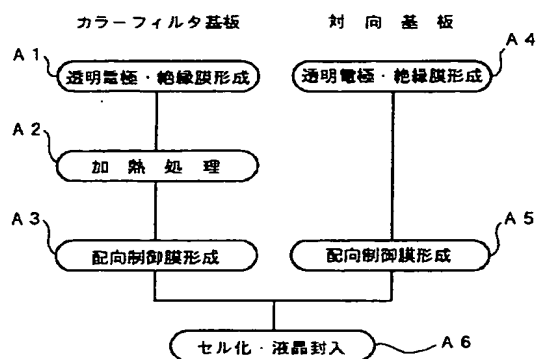 カラーフィルタ基板
対向基板
A1
透明電極・絶縁膜形成
A4
透明電極・絶縁膜形成
A2
加熱処理
A3
配向制御膜形成
A5
配向制御膜形成
セル化・液晶封入
A6